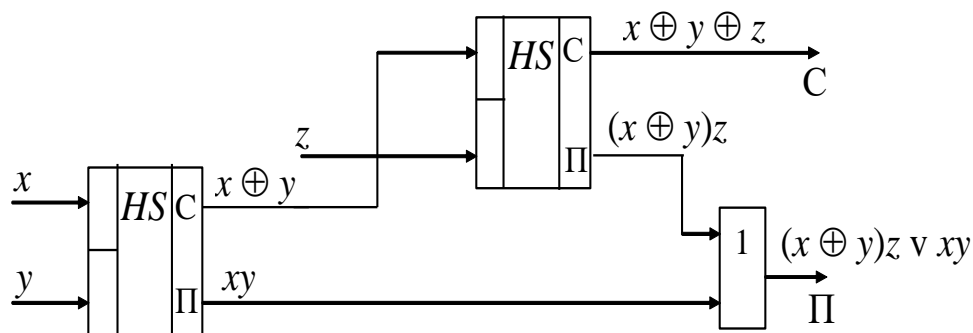 x ⊕ y ⊕ z
HS С
С
z
(x ⊕ y)z
П
x
x ⊕ y
HS С
1
(x ⊕ y)z v xy
y
xy
П
П